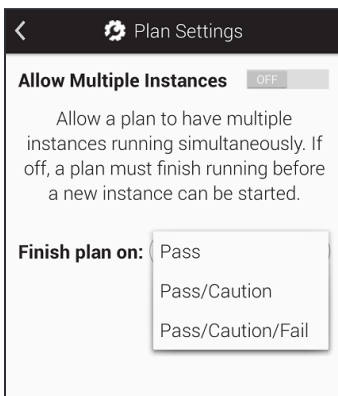 Plan Settings
Allow Multiple Instances OFF
Allow a plan to have multiple
instances running simultaneously. If
off, a plan must finish running before
a new instance can be started.
Finish plan on: Pass
Pass/Caution
Pass/Caution/Fail